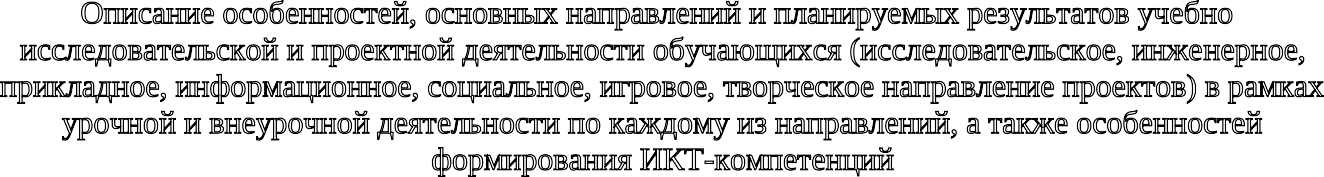 Описание особенностей, основных направлений и планируемых результатов учебно
исследовательской и проектной деятельности обучающихся (исследовательское, инженерное,
прикладное, информационное, социальное, игровое, творческое направление проектов) в рамках
урочной и внеурочной деятельности по каждому из направлений, а также особенностей
формирования ИКТ-компетенций